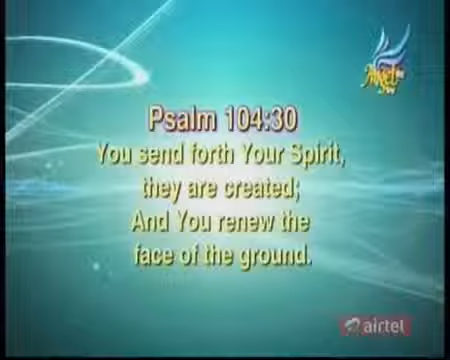 Angel
Psalm 104:30
You send forth Your Spirit,
they are created;
And You renew the
face of the ground.
airtel